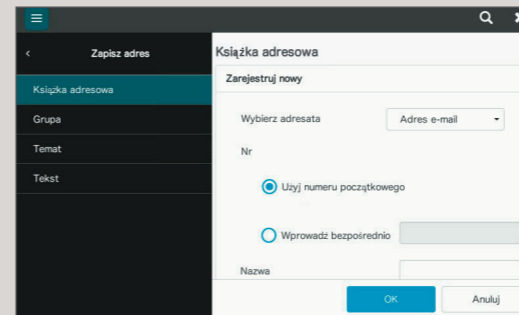 Zapisz adres
Książka adresowa
Grupa
Temat
Tekst
Książka adresowa
Zarejestruj nowy
Wybierz adresata
Adres e-mail
Nr
Użyj numeru początkowego
Wprowadź bezpośrednio
Nazwa
OK
Anuluj